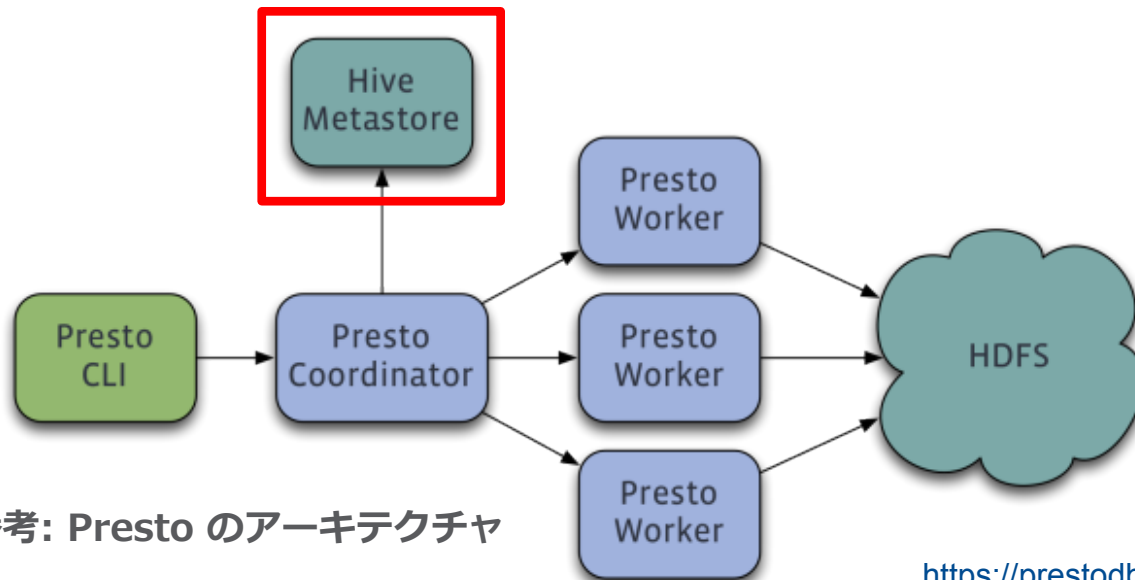 Hive
Metastore
Presto
Worker
Presto
CLI
Presto
Coordinator
Presto
Worker
HDFS
Presto
Worker
考: Presto のアーキテクチャ
https://prestodb